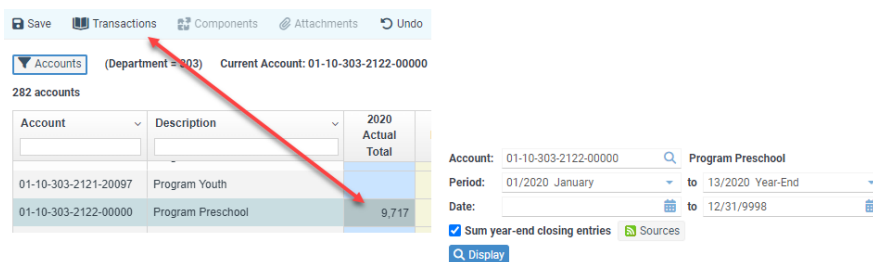 Save Transactions Components Attachments Undo
Accounts (Department = 303) Current Account: 01-10-303-2122-00000
282 accounts
Account Description 2020 Actual Total
01-10-303-2121-20097 Program Youth
01-10-303-2122-00000 Program Preschool 9,717
Account: 01-10-303-2122-00000 Program Preschool
Period: 01/2020 January to 13/2020 Year-End
Date: to 12/31/9998
Sum year-end closing entries Sources
Display